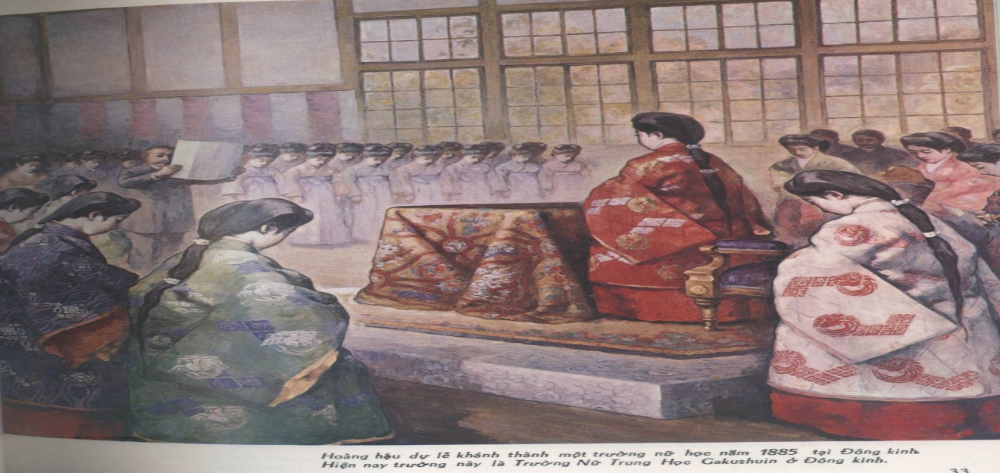 Hoàng hậu dự lễ khánh thành một trường nữ học năm 1885 tại Đông kinh.
Hiện nay trường này là Trường Nữ Trung Học Gakushuin ở Đông kinh.
33